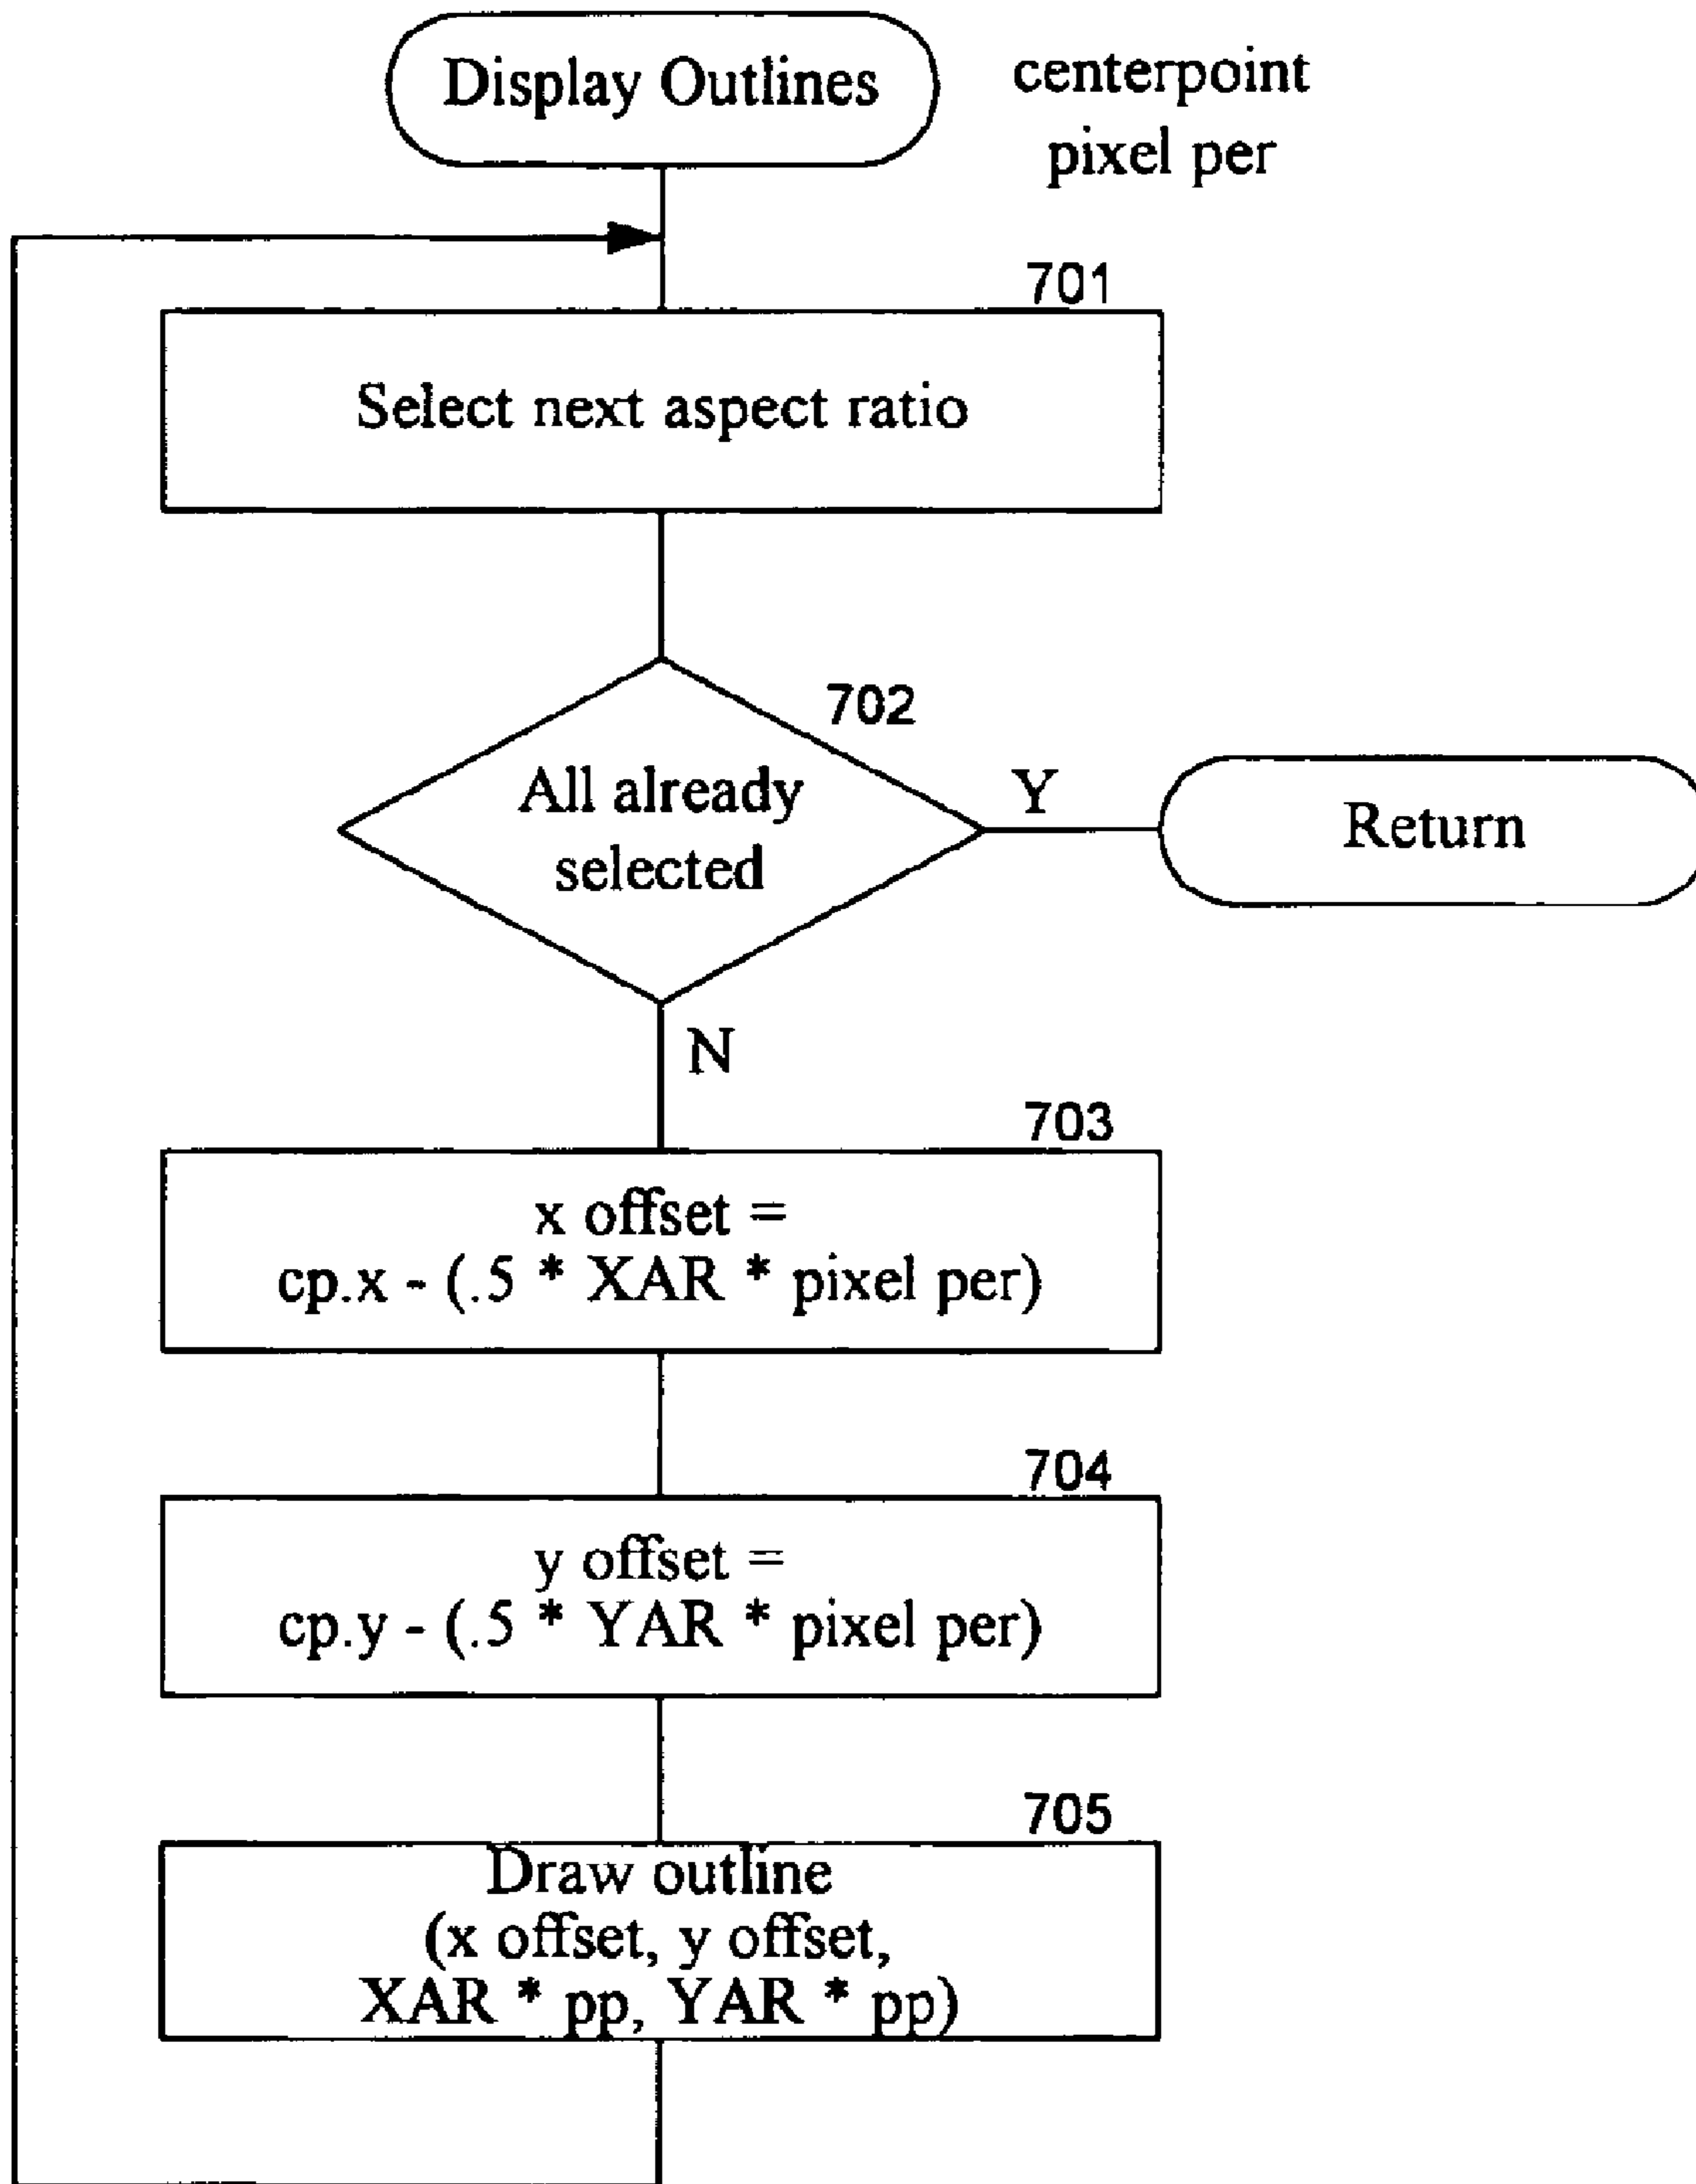 Display Outlines
centerpoint
pixel per
701
Select next aspect ratio
702
All already
selected
Y
Return
N
703
x offset =
cp.x - (.5 * XAR * pixel per)
704
y offset =
cp.y - (.5 * YAR * pixel per)
705
Draw outline
(x offset, y offset,
XAR * pp, YAR * pp)